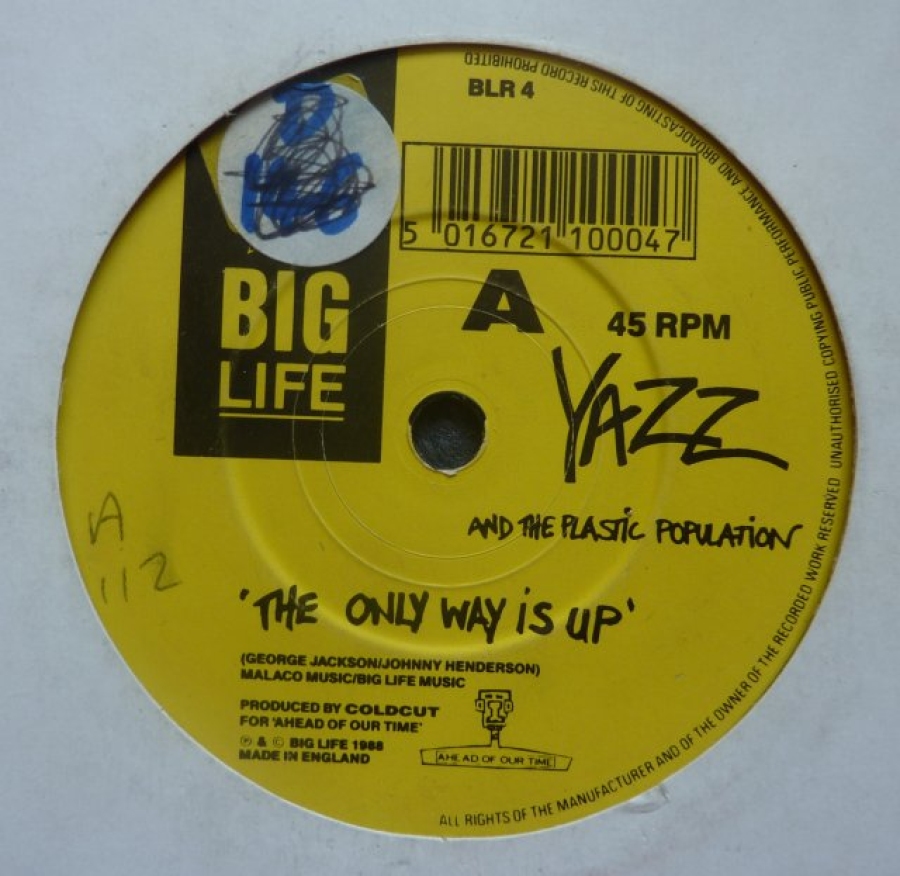 BLR 4
5 016721 100047
BIG
LIFE
A
45 RPM
YAZZ
AND THE PLASTIC POPULATION
A
112
'THE ONLY WAY IS UP'
(GEORGE JACKSON/JOHNNY HENDERSON)
MALACO MUSIC/BIG LIFE MUSIC
PRODUCED BY COLDCUT
FOR 'AHEAD OF OUR TIME'
℗ & © BIG LIFE 1988
MADE IN ENGLAND
AHEAD OF OUR TIME
ALL RIGHTS OF THE MANUFACTURER AND OF THE OWNER OF THE RECORDED WORK RESERVED UNAUTHORISED COPYING PUBLIC PERFORMANCE AND BROADCASTING OF THIS RECORD PROHIBITED